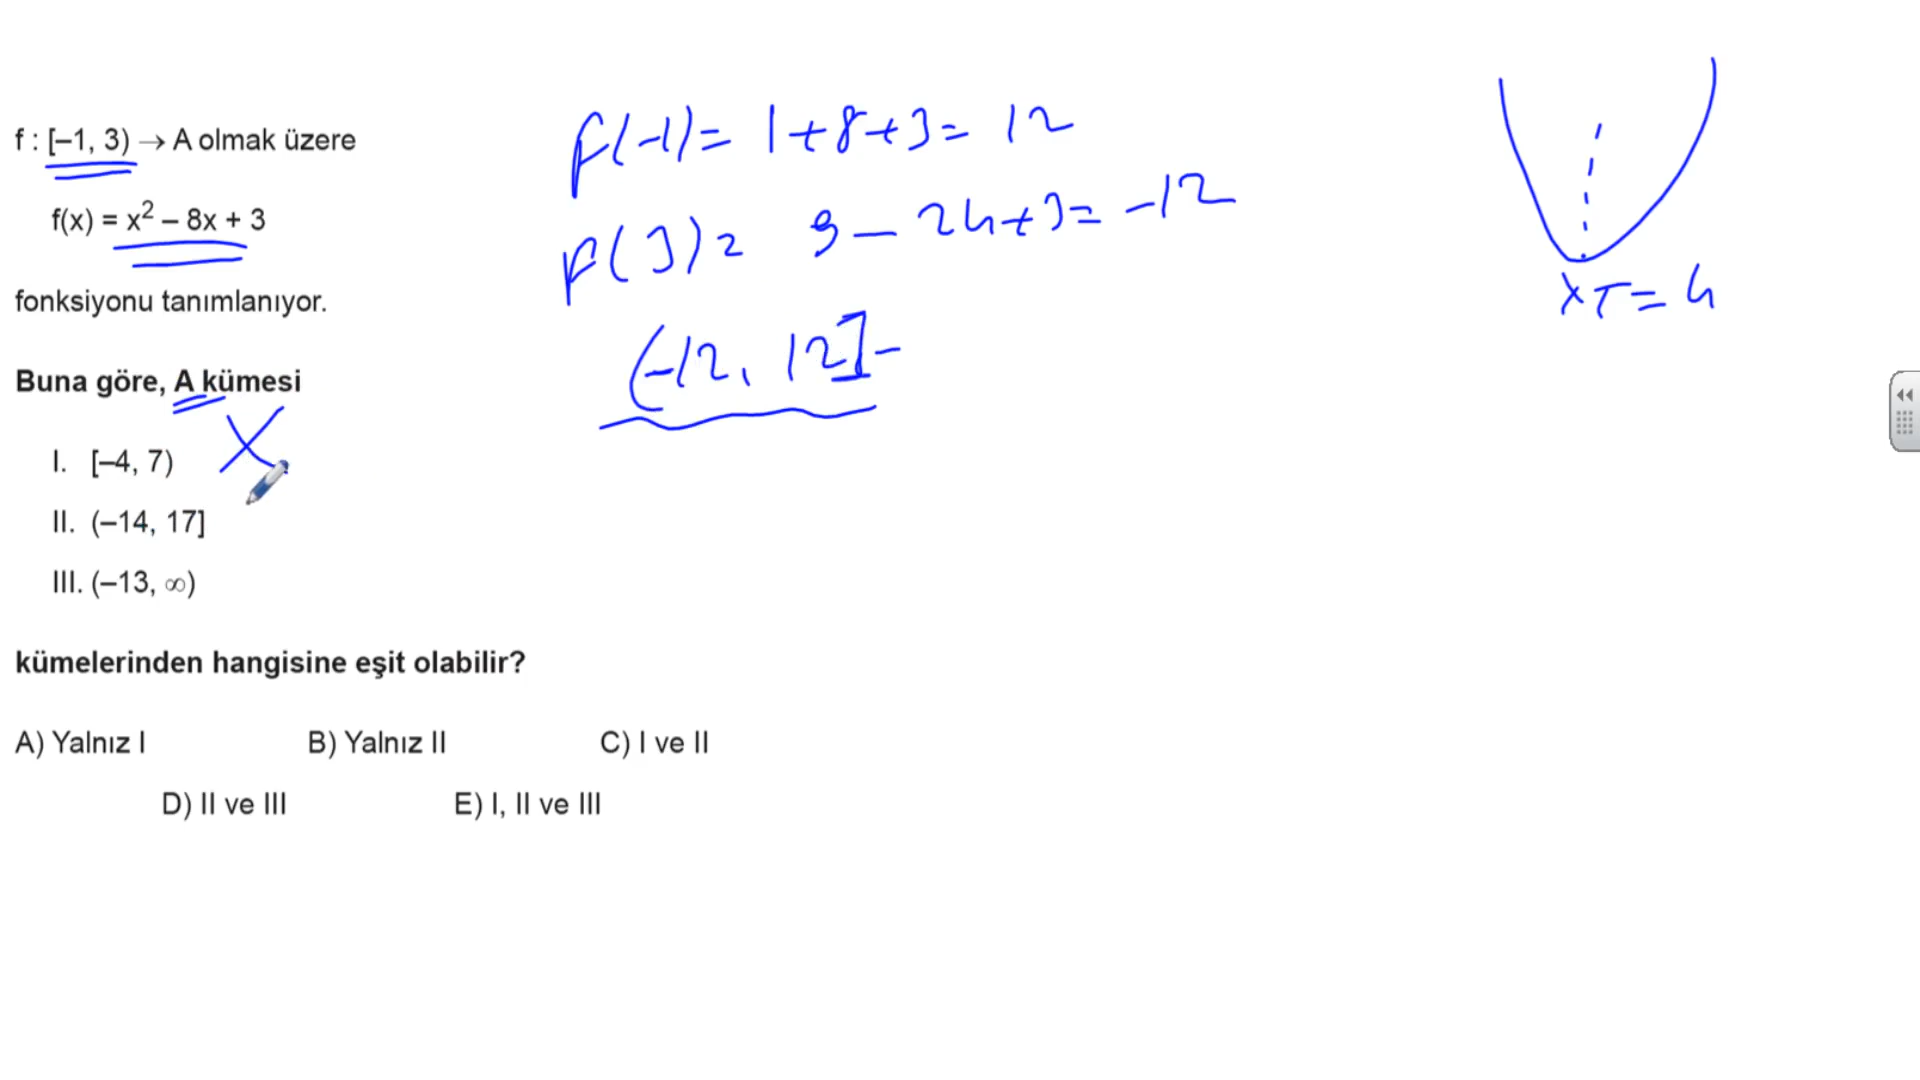 f : [–1, 3) → A olmak üzere
f(x) = x² – 8x + 3
fonksiyonu tanımlanıyor.
Buna göre, A kümesi
I. [–4, 7)
II. (–14, 17]
III. (–13, ∞)
kümelerinden hangisine eşit olabilir?
A) Yalnız I B) Yalnız II C) I ve II
D) II ve III E) I, II ve III
f(-1) = 1+8+3 = 12
f(3) = 9 - 24+3 = -12
(-12, 12]-
xT = 4